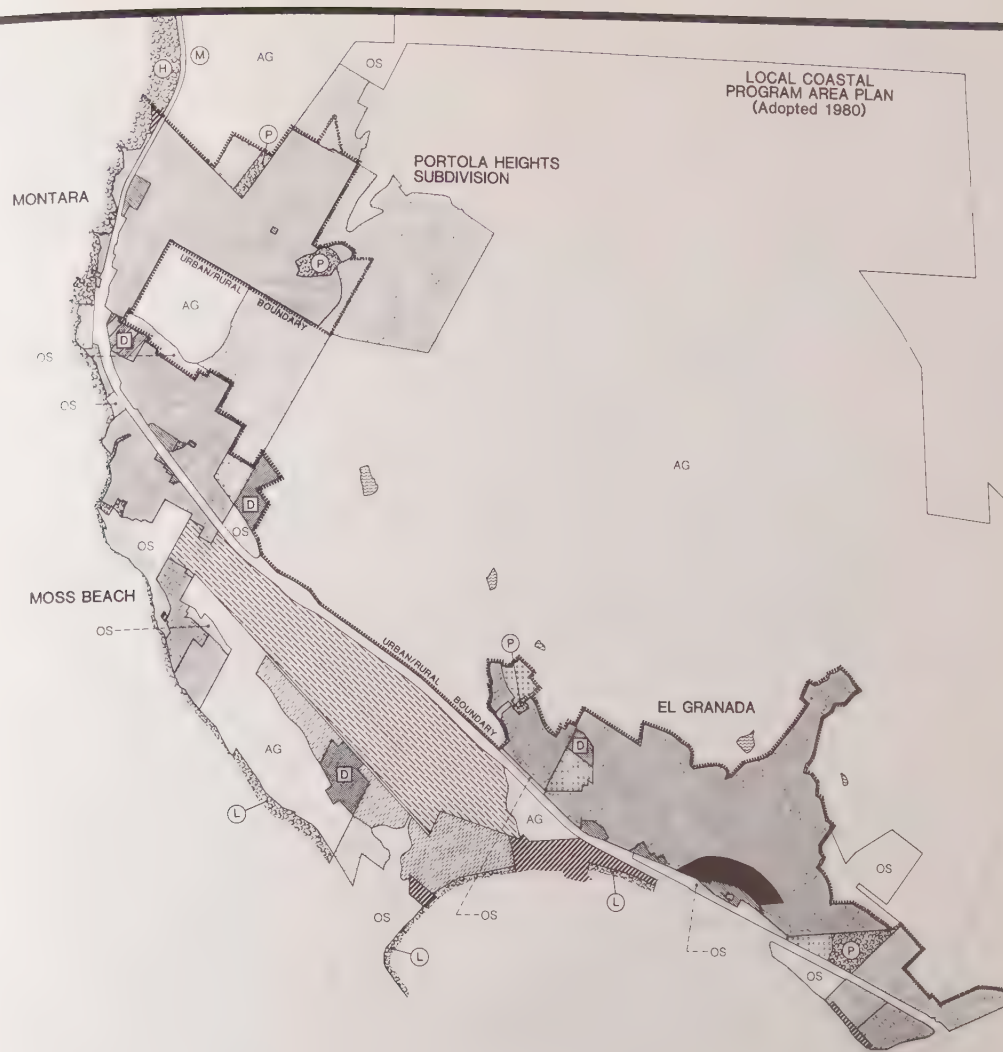 LOCAL COASTAL
PROGRAM AREA PLAN
(Adopted 1980)
AG
OS
M
H
P
PORTOLA HEIGHTS
SUBDIVISION
MONTARA
P
URBAN/RURAL
BOUNDARY
AG
D
OS
OS
AG
D
OS
OS
MOSS BEACH
OS
URBAN/RURAL
BOUNDARY
P
EL GRANADA
D
AG
D
L
AG
OS
OS
L
OS
L
OS
P
OS